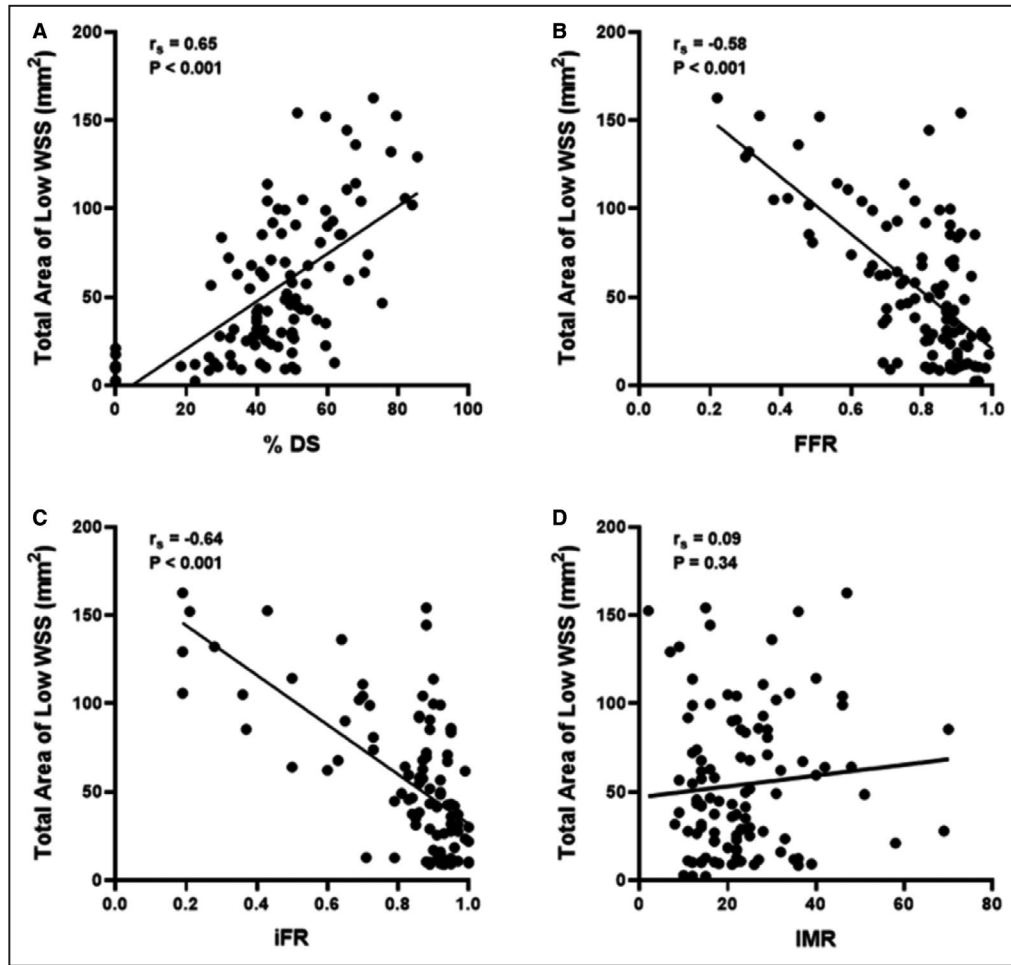 A
r_s = 0.65
P < 0.001
Total Area of Low WSS (mm²)
200
150
100
50
0
0
20
40
60
80
100
% DS
B
r_s = -0.58
P < 0.001
Total Area of Low WSS (mm²)
200
150
100
50
0
0.0
0.2
0.4
0.6
0.8
1.0
FFR
C
r_s = -0.64
P < 0.001
Total Area of Low WSS (mm²)
200
150
100
50
0
0.0
0.2
0.4
0.6
0.8
1.0
iFR
D
r_s = 0.09
P = 0.34
Total Area of Low WSS (mm²)
200
150
100
50
0
0
20
40
60
80
IMR